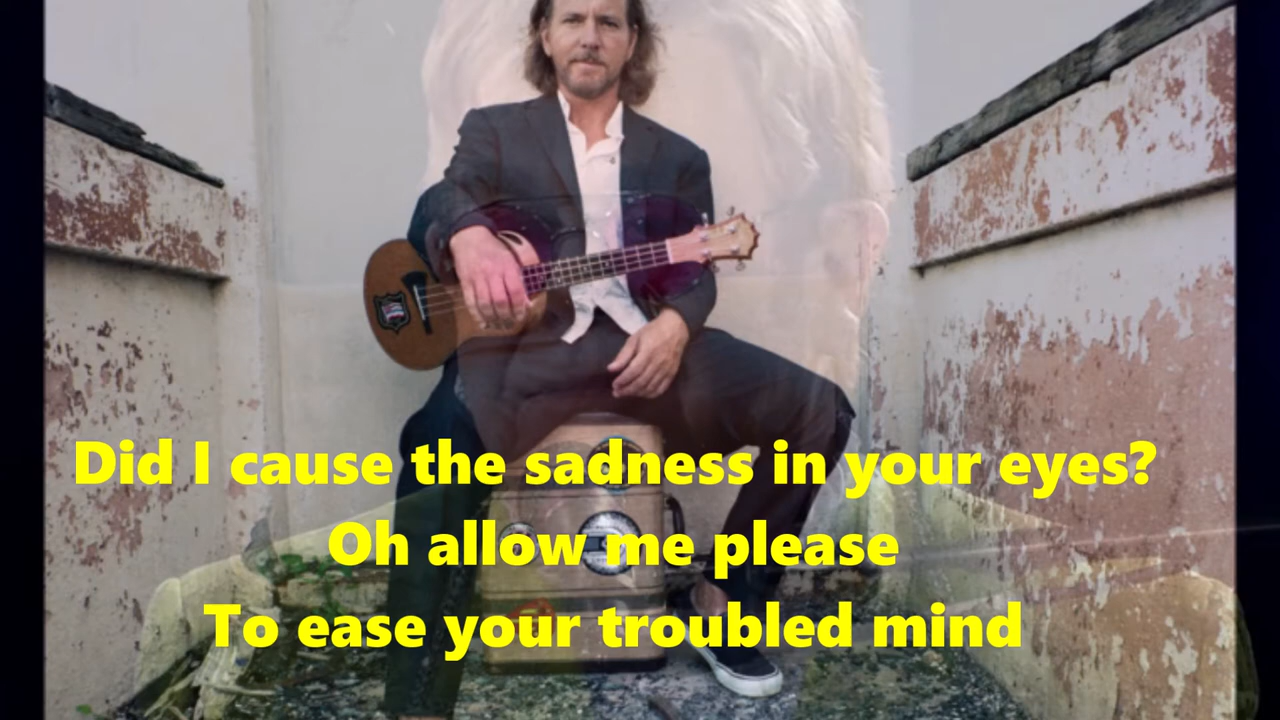 Did I cause the sadness in your eyes?
Oh allow me please
To ease your troubled mind